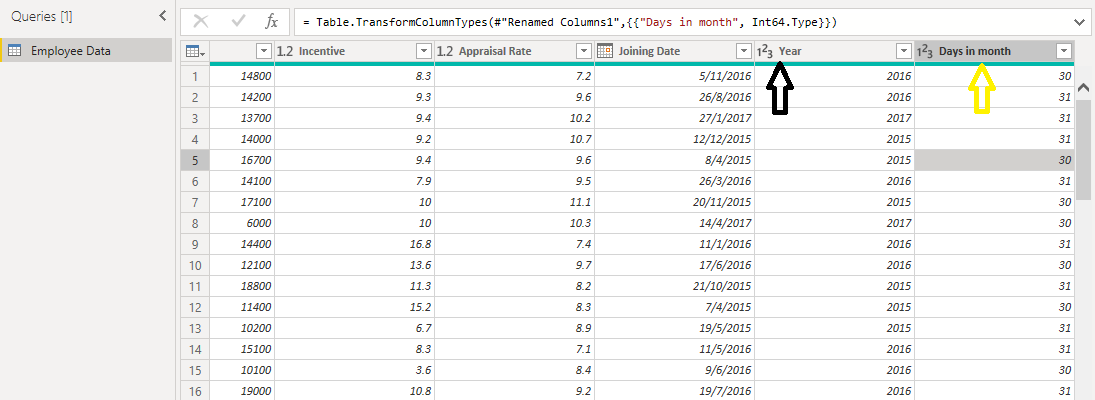 Queries [1]
= Table.TransformColumnTypes(#"Renamed Columns1",{{"Days in month", Int64.Type}})
Employee Data
1.2 Incentive 1.2 Appraisal Rate Joining Date 123 Year 123 Days in month
1 14800 8.3 7.2 5/11/2016 2016 30
2 14200 9.3 9.6 26/8/2016 2016 31
3 13700 9.4 10.2 27/1/2017 2017 31
4 14000 9.2 10.7 12/12/2015 2015 31
5 16700 9.4 9.6 8/4/2015 2015 30
6 14100 7.9 9.5 26/3/2016 2016 31
7 17100 10 11.1 20/11/2015 2015 30
8 6000 10 10.3 14/4/2017 2017 30
9 14400 16.8 7.4 11/1/2016 2016 31
10 12100 13.6 9.7 17/6/2016 2016 30
11 18800 11.3 8.2 21/10/2015 2015 31
12 11400 15.2 8.3 7/4/2015 2015 30
13 10200 6.7 8.9 19/5/2015 2015 31
14 15100 8.3 7.1 11/5/2016 2016 31
15 10100 3.6 8.4 9/6/2016 2016 30
16 19000 10.8 9.2 19/7/2016 2016 31